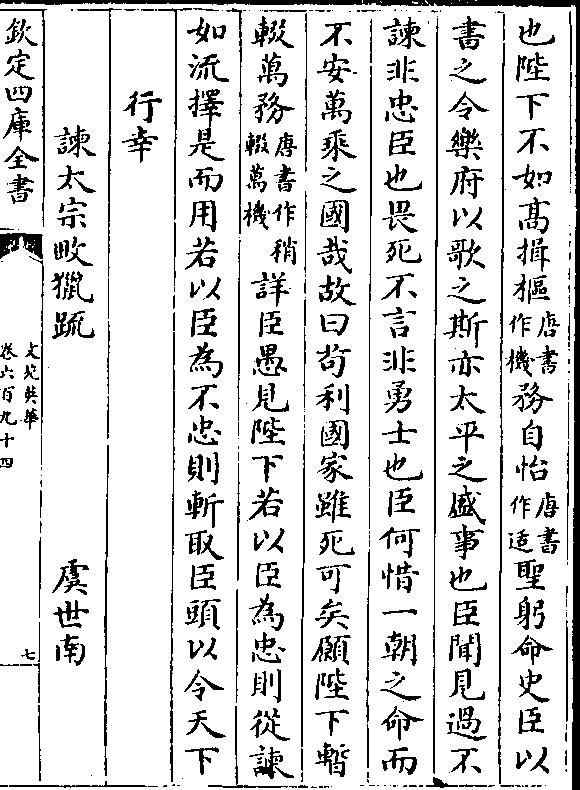 也陛下不如高揖樞唐書作機務自怡唐書作适聖躬命史臣以
書之令樂府以歌之斯亦太平之盛事也臣聞見過不
諫非忠臣也畏死不言非勇士也臣何惜一朝之命而
不安萬乘之國哉故曰苟利國家雖死可矣願陛下暫
輟萬務唐書作稍輟萬機詳臣愚見陛下若以臣為忠則從諫
如流擇是而用若以臣為不忠則斬取臣頭以令天下
行幸
諫太宗畋獵䟽 虞世南
欽定四庫全書
文苑英華
卷六百九十四
七